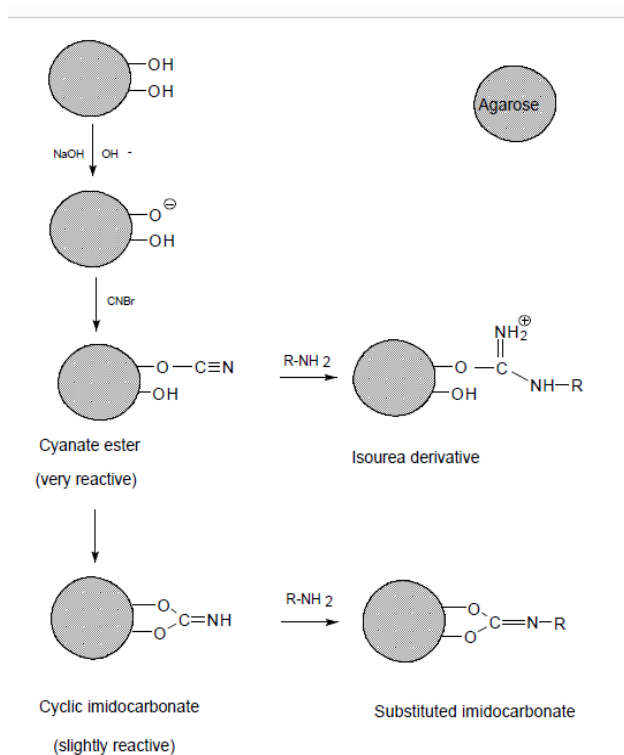 OH
OH
Agarose
NaOH OH -
O ⊖
OH
CNBr
NH2 ⊕
O C≡N
R-NH 2
O C
NH R
OH
OH
Cyanate ester
Isourea derivative
(very reactive)
O
C NH
O
R-NH 2
O
C N R
O
Cyclic imidocarbonate
Substituted imidocarbonate
(slightly reactive)